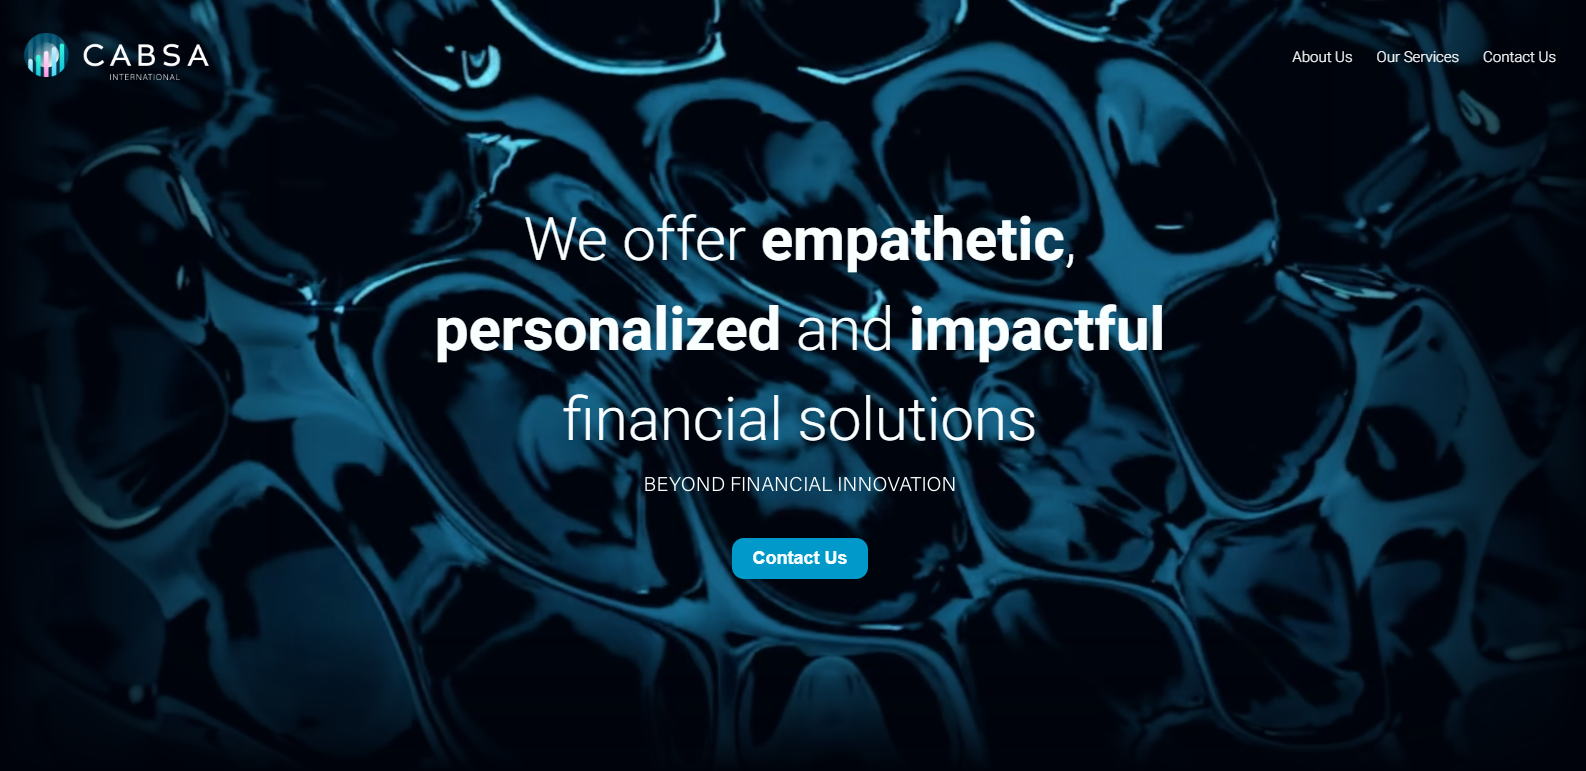 CABSA
INTERNATIONAL
About Us
Our Services
Contact Us
We offer empathetic,
personalized and impactful
financial solutions
BEYOND FINANCIAL INNOVATION
Contact Us